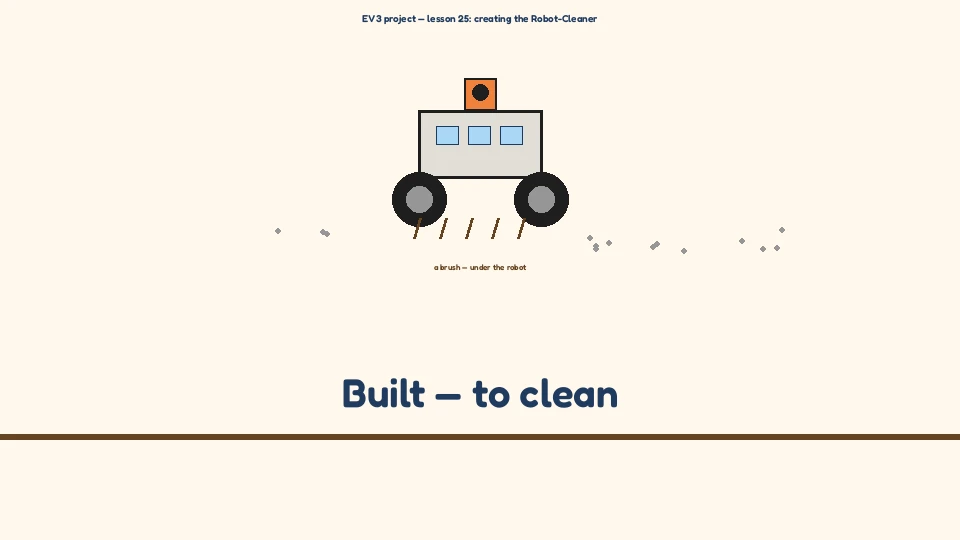 EV3 project — lesson 25: creating the Robot-Cleaner
a brush — under the robot
Built — to clean